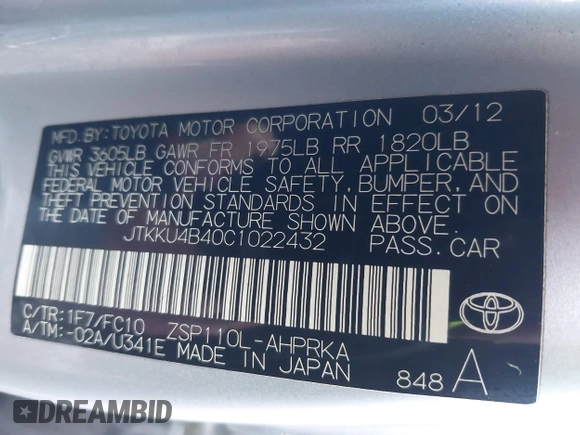 MFD.BY:TOYOTA MOTOR CORPORATION 03/12
GVWR 3605LB GAWR FR 1975LB RR 1820LB
THIS VEHICLE CONFORMS TO ALL APPLICABLE
FEDERAL MOTOR VEHICLE SAFETY,BUMPER,AND
THEFT PREVENTION STANDARDS IN EFFECT ON
THE DATE OF MANUFACTURE SHOWN ABOVE.
JTKKU4B40C1022432 PASS.CAR
C/TR:1F7/FC10 ZSP110L-AHPRKA
A/TM:-02A/U341E MADE IN JAPAN
848 A
DREAMBID